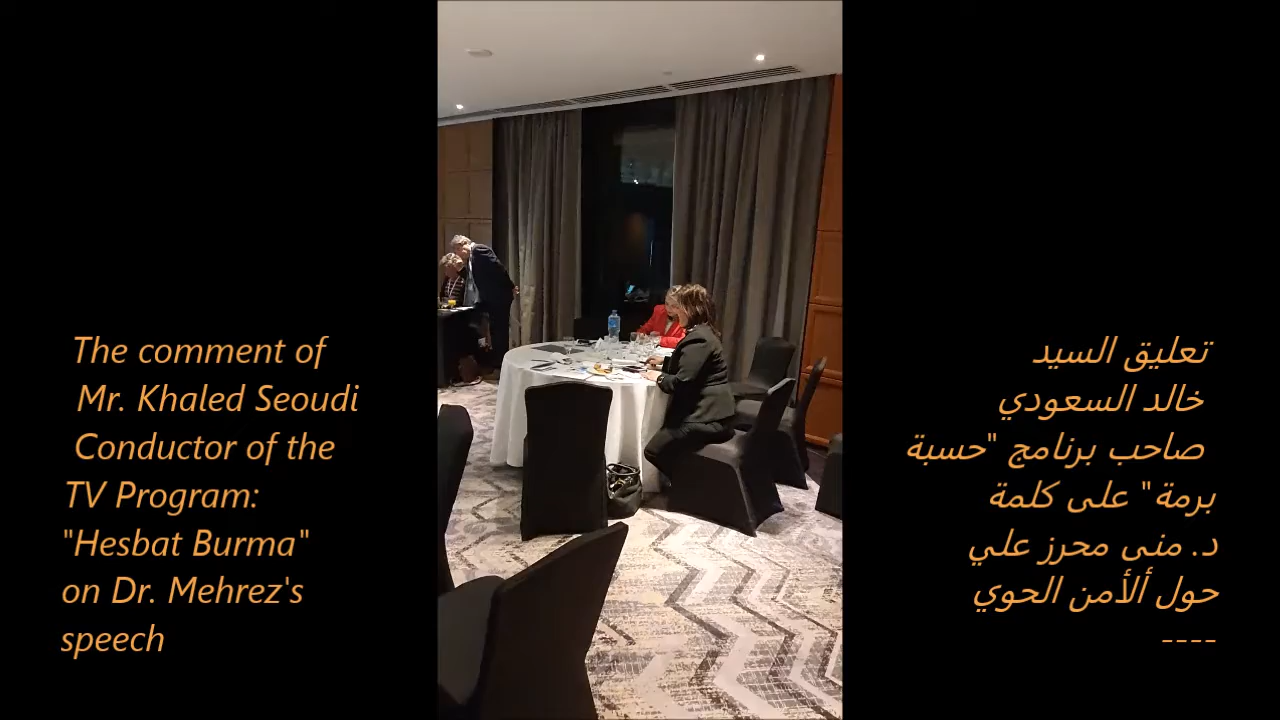 The comment of
Mr. Khaled Seoudi
Conductor of the
TV Program:
"Hesbat Burma"
on Dr. Mehrez's
speech
تعليق السيد
خالد السعودي
صاحب برنامج "حسبة
برمة" على كلمة
د. منى محرز علي
حول ألأمن الحوي
----